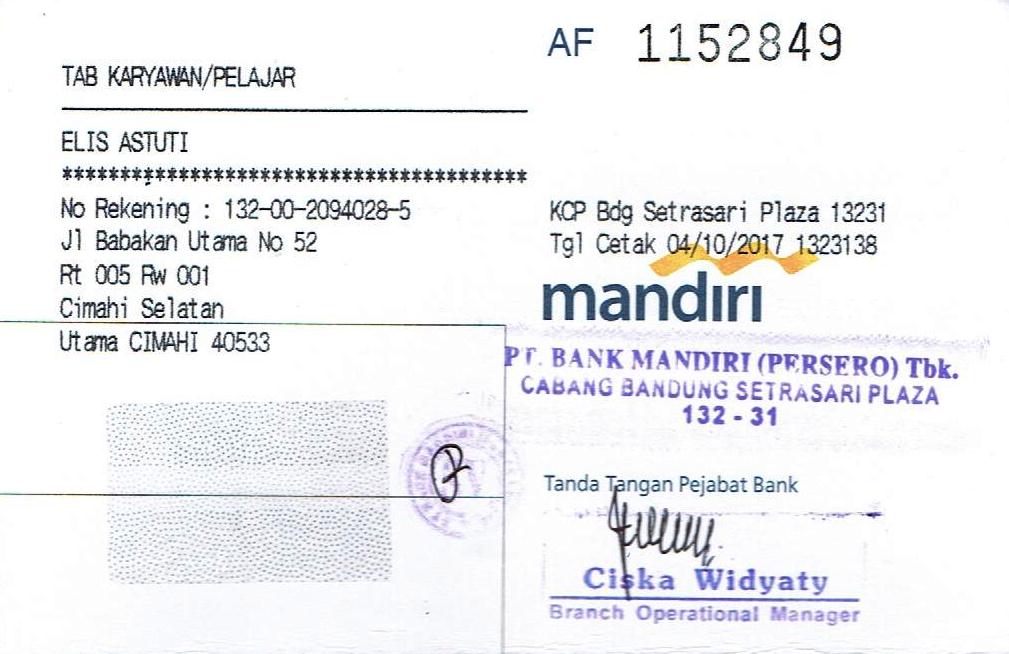 AF 1152849
TAB KARYAWAN/PELAJAR
ELIS ASTUTI
****************************************
No Rekening : 132-00-2094028-5
Jl Babakan Utama No 52
Rt 005 Rw 001
Cimahi Selatan
Utama CIMAHI 40533
KCP Bdg Setrasari Plaza 13231
Tgl Cetak 04/10/2017 1323138
mandırı
PT. BANK MANDIRI (PERSERO) Tbk.
CABANG BANDUNG SETRASARI PLAZA
132 - 31
Tanda Tangan Pejabat Bank
Ciska Widyaty
Branch Operational Manager